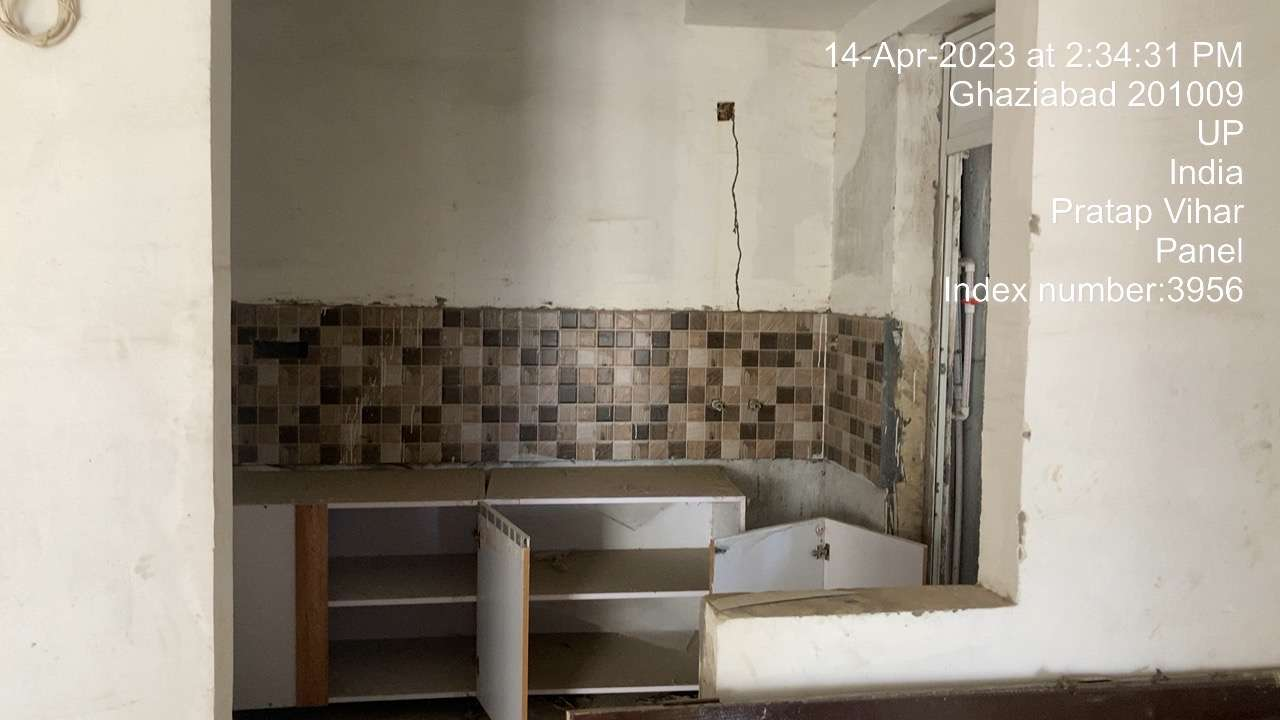 14-Apr-2023 at 2:34:31 PM
Ghaziabad 201009
UP
India
Pratap Vihar
Panel
Index number:3956